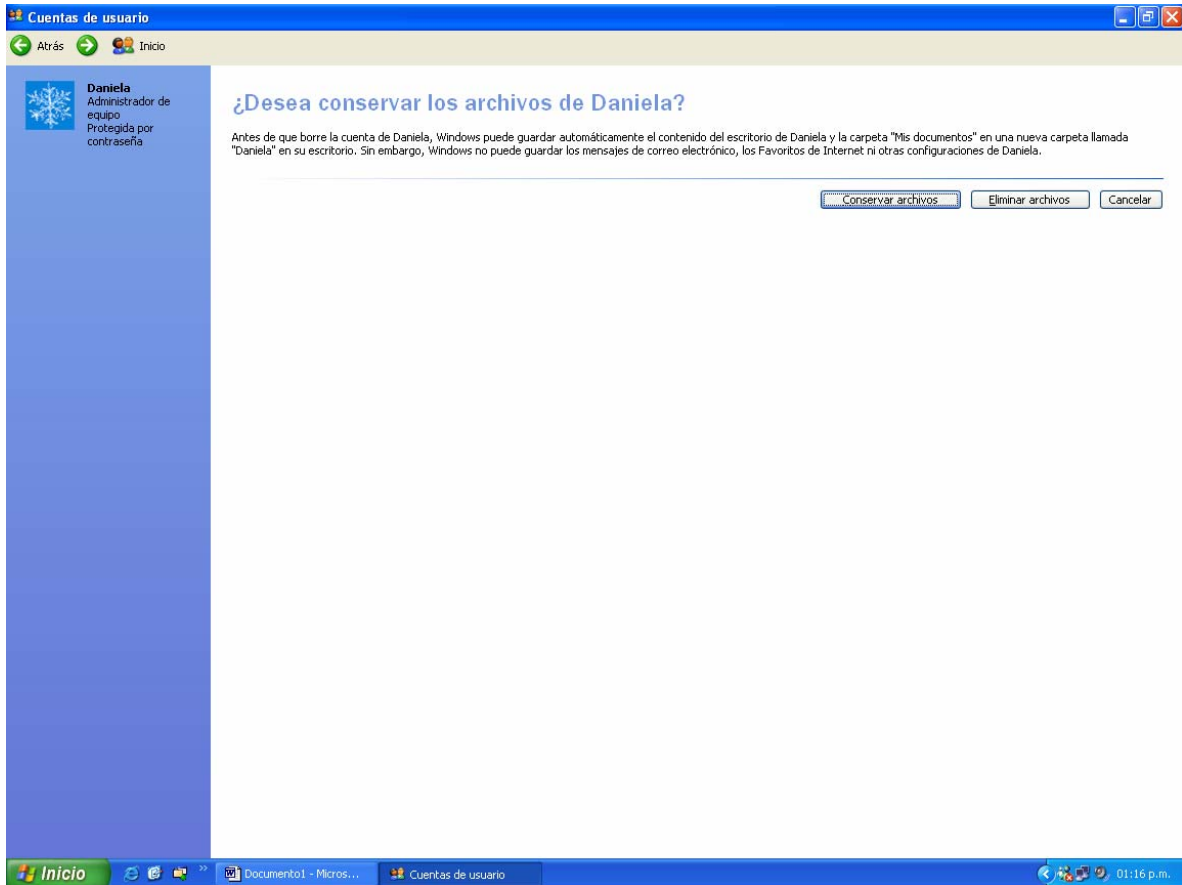 Cuentas de usuario
Atrás
Inicio
Daniela
Administrador de
equipo
Protegida por
contraseña
¿Desea conservar los archivos de Daniela?
Antes de que borre la cuenta de Daniela, Windows puede guardar automáticamente el contenido del escritorio de Daniela y la carpeta "Mis documentos" en una nueva carpeta llamada
"Daniela" en su escritorio. Sin embargo, Windows no puede guardar los mensajes de correo electrónico, los Favoritos de Internet ni otras configuraciones de Daniela.
Conservar archivos
Eliminar archivos
Cancelar
Inicio
Documento1 - Micros...
Cuentas de usuario
01:16 p.m.